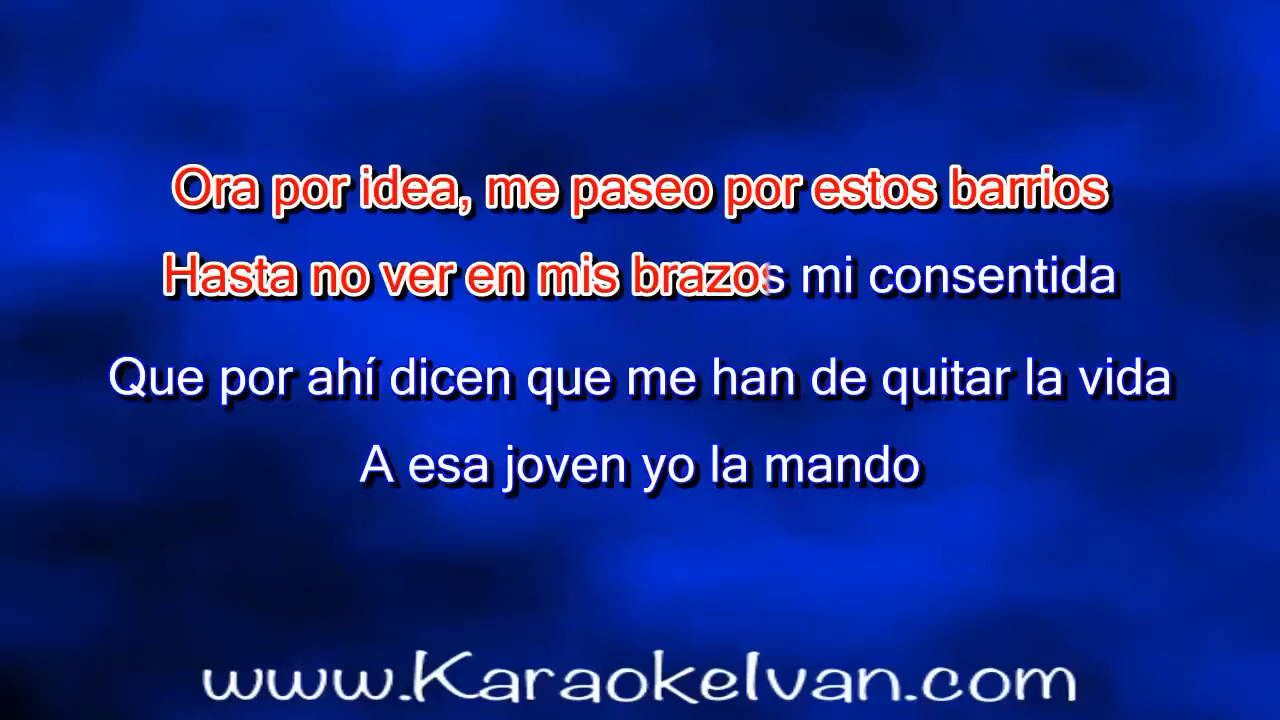 Ora por idea, me paseo por estos barrios
Hasta no ver en mis brazos mi consentida
Que por ahí dicen que me han de quitar la vida
A esa joven yo la mando
www.KaraokeIvan.com